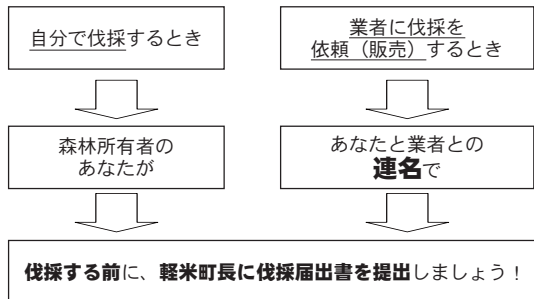 自分で伐採するとき
業者に伐採を
依頼（販売）するとき
森林所有者の
あなたが
あなたと業者との
連名で
伐採する前に、軽米町長に伐採届出書を提出しましょう！